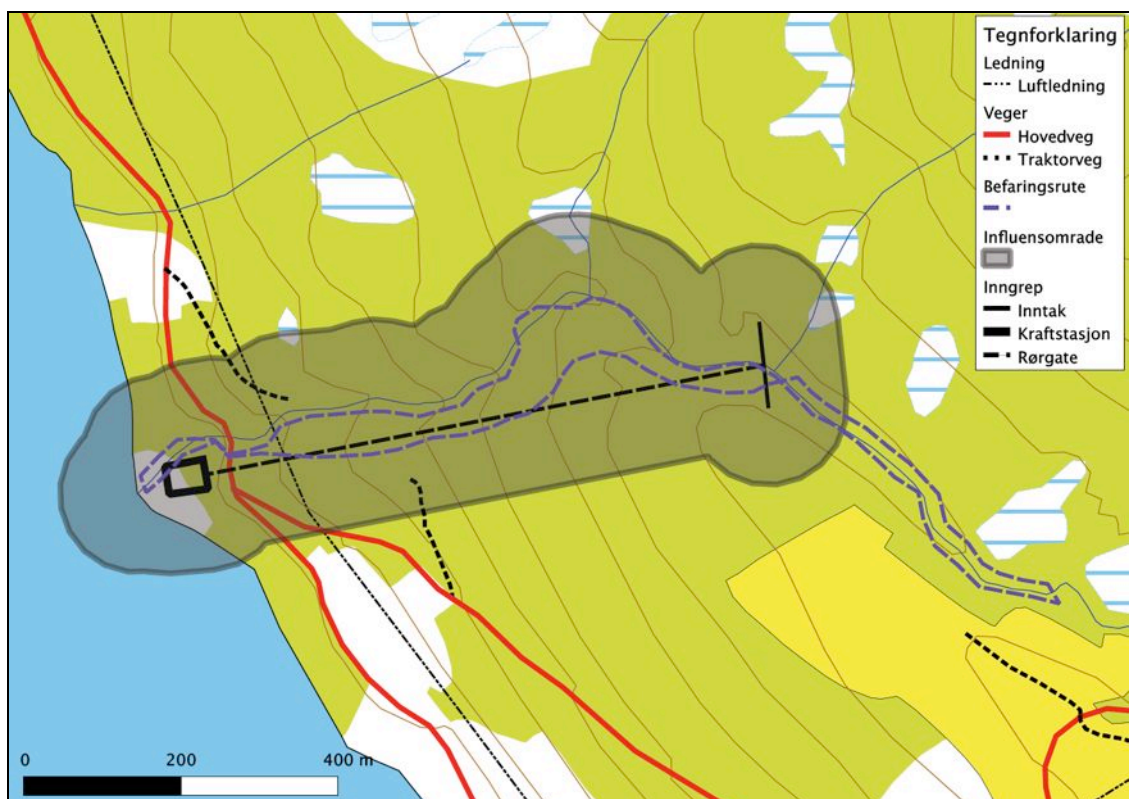 Tegnforklaring
Ledning
Luftledning
Veger
Hovedveg
Traktorveg
Befaringsrute
Influensomrade
Inngrep
Inntak
Kraftstasjon
Rørgate
0 200 400 m